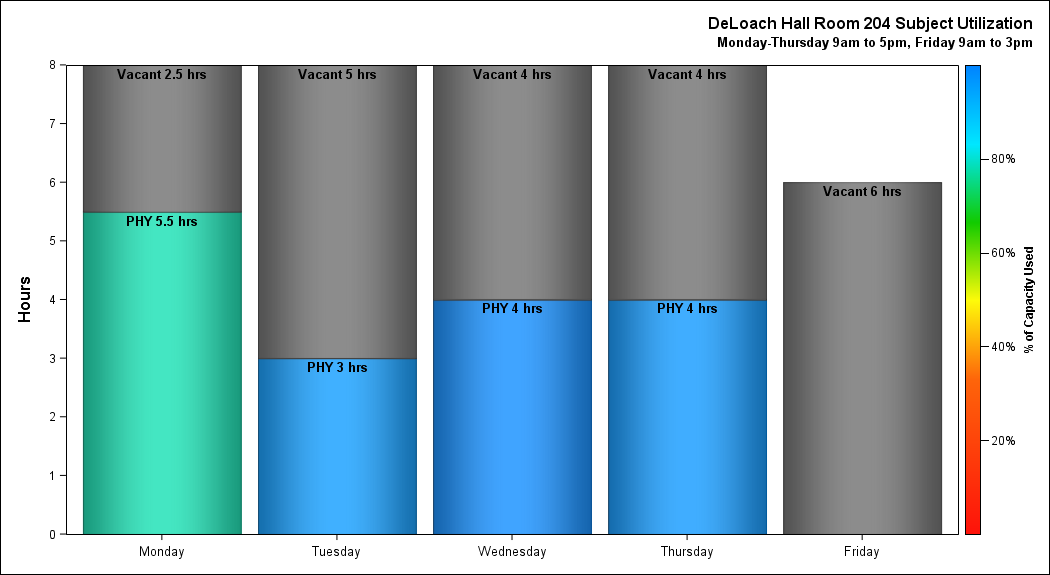 DeLoach Hall Room 204 Subject Utilization
Monday-Thursday 9am to 5pm, Friday 9am to 3pm
8
7
6
5
4
3
2
1
0
Hours
Vacant 2.5 hrs
PHY 5.5 hrs
Vacant 5 hrs
PHY 3 hrs
Vacant 4 hrs
PHY 4 hrs
Vacant 4 hrs
PHY 4 hrs
Vacant 6 hrs
Monday
Tuesday
Wednesday
Thursday
Friday
80%
60%
40%
20%
% of Capacity Used